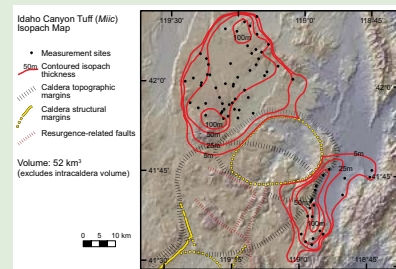 Idaho Canyon Tuff (Miic)
Isopach Map
Measurement sites
50m
Contoured isopach
thickness
Caldera topographic
margins
Caldera structural
margins
Resurgence-related faults
Volume: 52 km³
(excludes intracaldera volume)
0 5 10 km
119°30'
119°0'
118°45'
100m
42°0'
42°0'
100m
50m
25m
5m
5m
25m
41°45'
41°45'
50m
100m
41°30'
119°15'
119°0'
118°45'